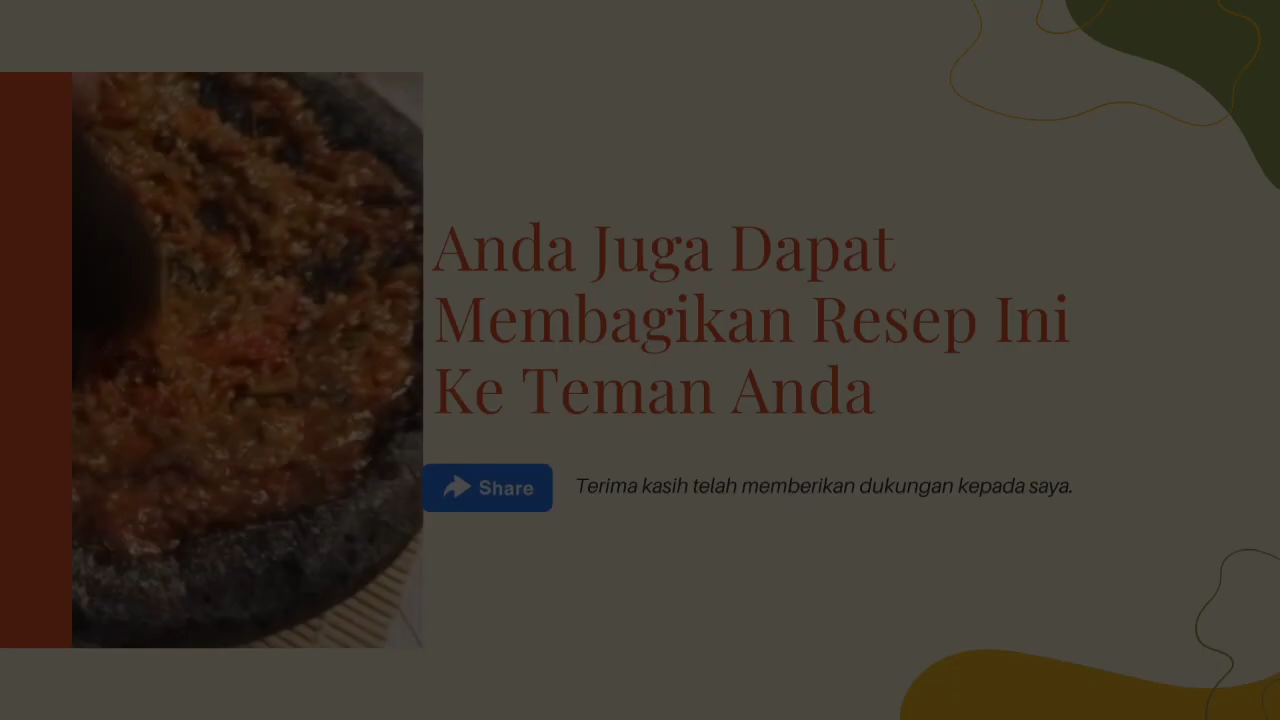 Anda Juga Dapat
Membagikan Resep Ini
Ke Teman Anda
Share
Terima kasih telah memberikan dukungan kepada saya.